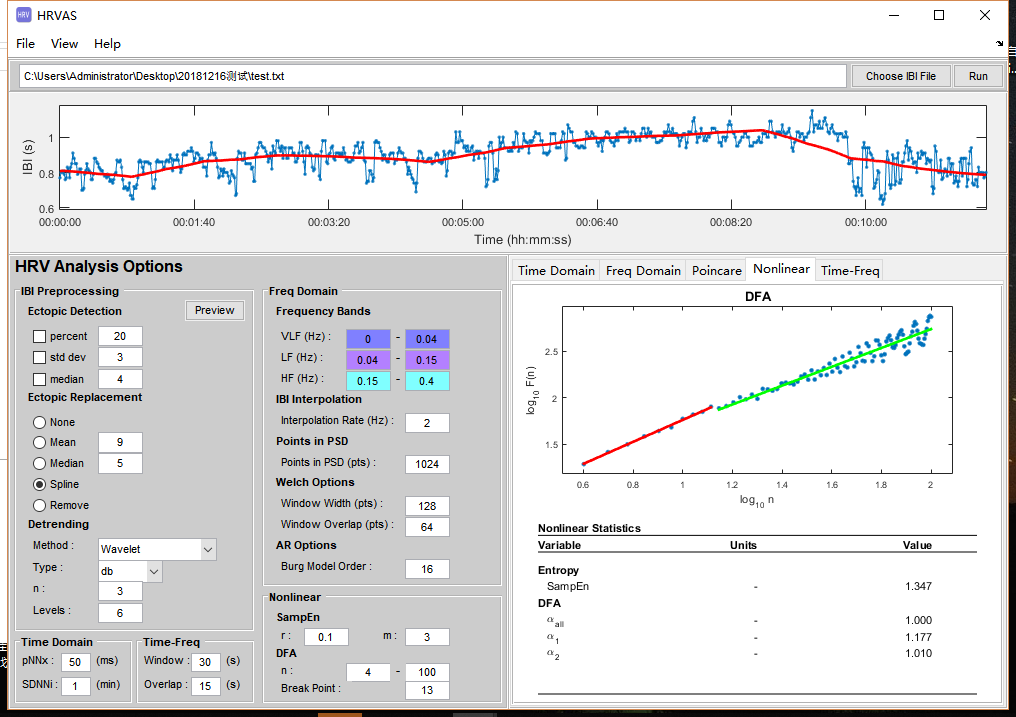 HRV HRVAS
File View Help
C:\Users\Administrator\Desktop\20181216测试\test.txt Choose IBI File Run
IBI (s)
1
0.8
0.6
00:00:00 00:01:40 00:03:20 00:05:00 00:06:40 00:08:20 00:10:00
Time (hh:mm:ss)
HRV Analysis Options
IBI Preprocessing
Ectopic Detection Preview
percent 20
std dev 3
median 4
Ectopic Replacement
None
Mean 9
Median 5
Spline
Remove
Detrending
Method : Wavelet
Type : db
n : 3
Levels : 6
Time Domain
pNNx : 50 (ms)
SDNNi : 1 (min)
Time-Freq
Window : 30 (s)
Overlap : 15 (s)
Freq Domain
Frequency Bands
VLF (Hz) : 0 - 0.04
LF (Hz) : 0.04 - 0.15
HF (Hz) : 0.15 - 0.4
IBI Interpolation
Interpolation Rate (Hz) : 2
Points in PSD
Points in PSD (pts) : 1024
Welch Options
Window Width (pts) : 128
Window Overlap (pts) : 64
AR Options
Burg Model Order : 16
Nonlinear
SampEn
r : 0.1 m : 3
DFA
n : 4 - 100
Break Point : 13
Time Domain Freq Domain Poincare Nonlinear Time-Freq
DFA
log10 F(n)
2.5
2
1.5
0.6 0.8 1 1.2 1.4 1.6 1.8 2
log10 n
Nonlinear Statistics
Variable Units Value
Entropy
SampEn - 1.347
DFA
αall - 1.000
α1 - 1.177
α2 - 1.010